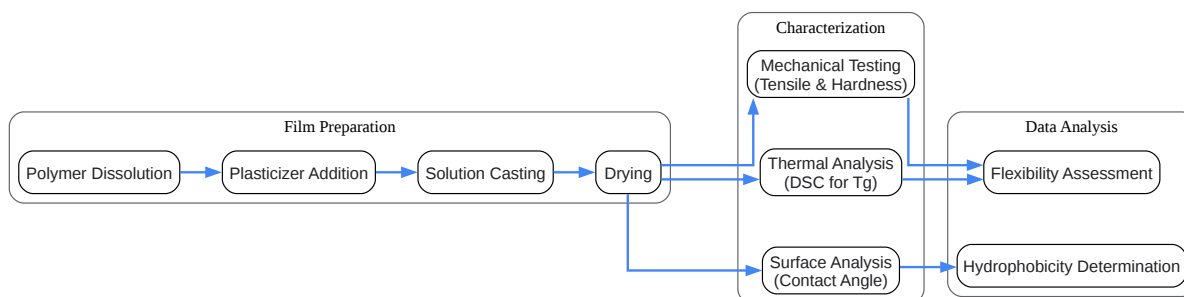 Film Preparation
Polymer Dissolution
Plasticizer Addition
Solution Casting
Drying
Characterization
Mechanical Testing
(Tensile & Hardness)
Thermal Analysis
(DSC for Tg)
Surface Analysis
(Contact Angle)
Data Analysis
Flexibility Assessment
Hydrophobicity Determination